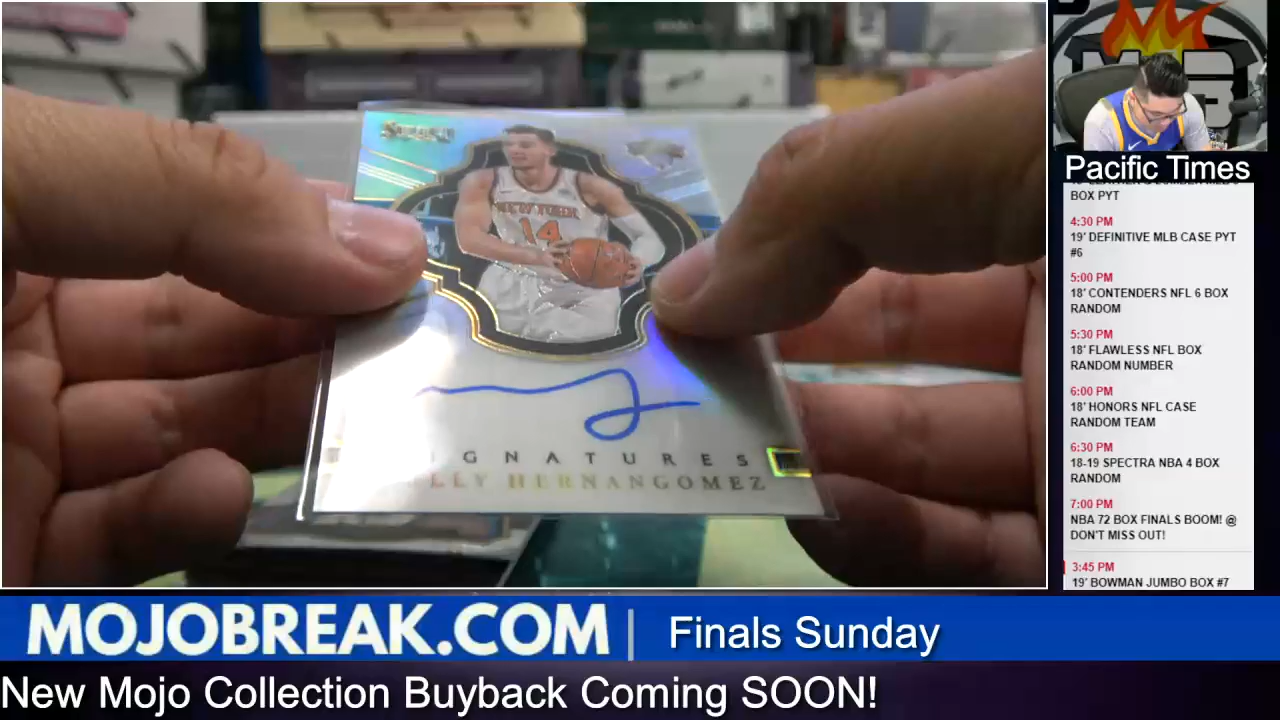 NEW YORK
14
SIGNATURES
HERNANGOMEZ
Pacific Times
BOX PYT
4:30 PM
19' DEFINITIVE MLB CASE PYT
#6
5:00 PM
18' CONTENDERS NFL 6 BOX
RANDOM
5:30 PM
18' FLAWLESS NFL BOX
RANDOM NUMBER
6:00 PM
18' HONORS NFL CASE
RANDOM TEAM
6:30 PM
18-19 SPECTRA NBA 4 BOX
RANDOM
7:00 PM
NBA 72 BOX FINALS BOOM! @
DON'T MISS OUT!
3:45 PM
19' BOWMAN JUMBO BOX #7
MOJOBREAK.COM | Finals Sunday
New Mojo Collection Buyback Coming SOON!